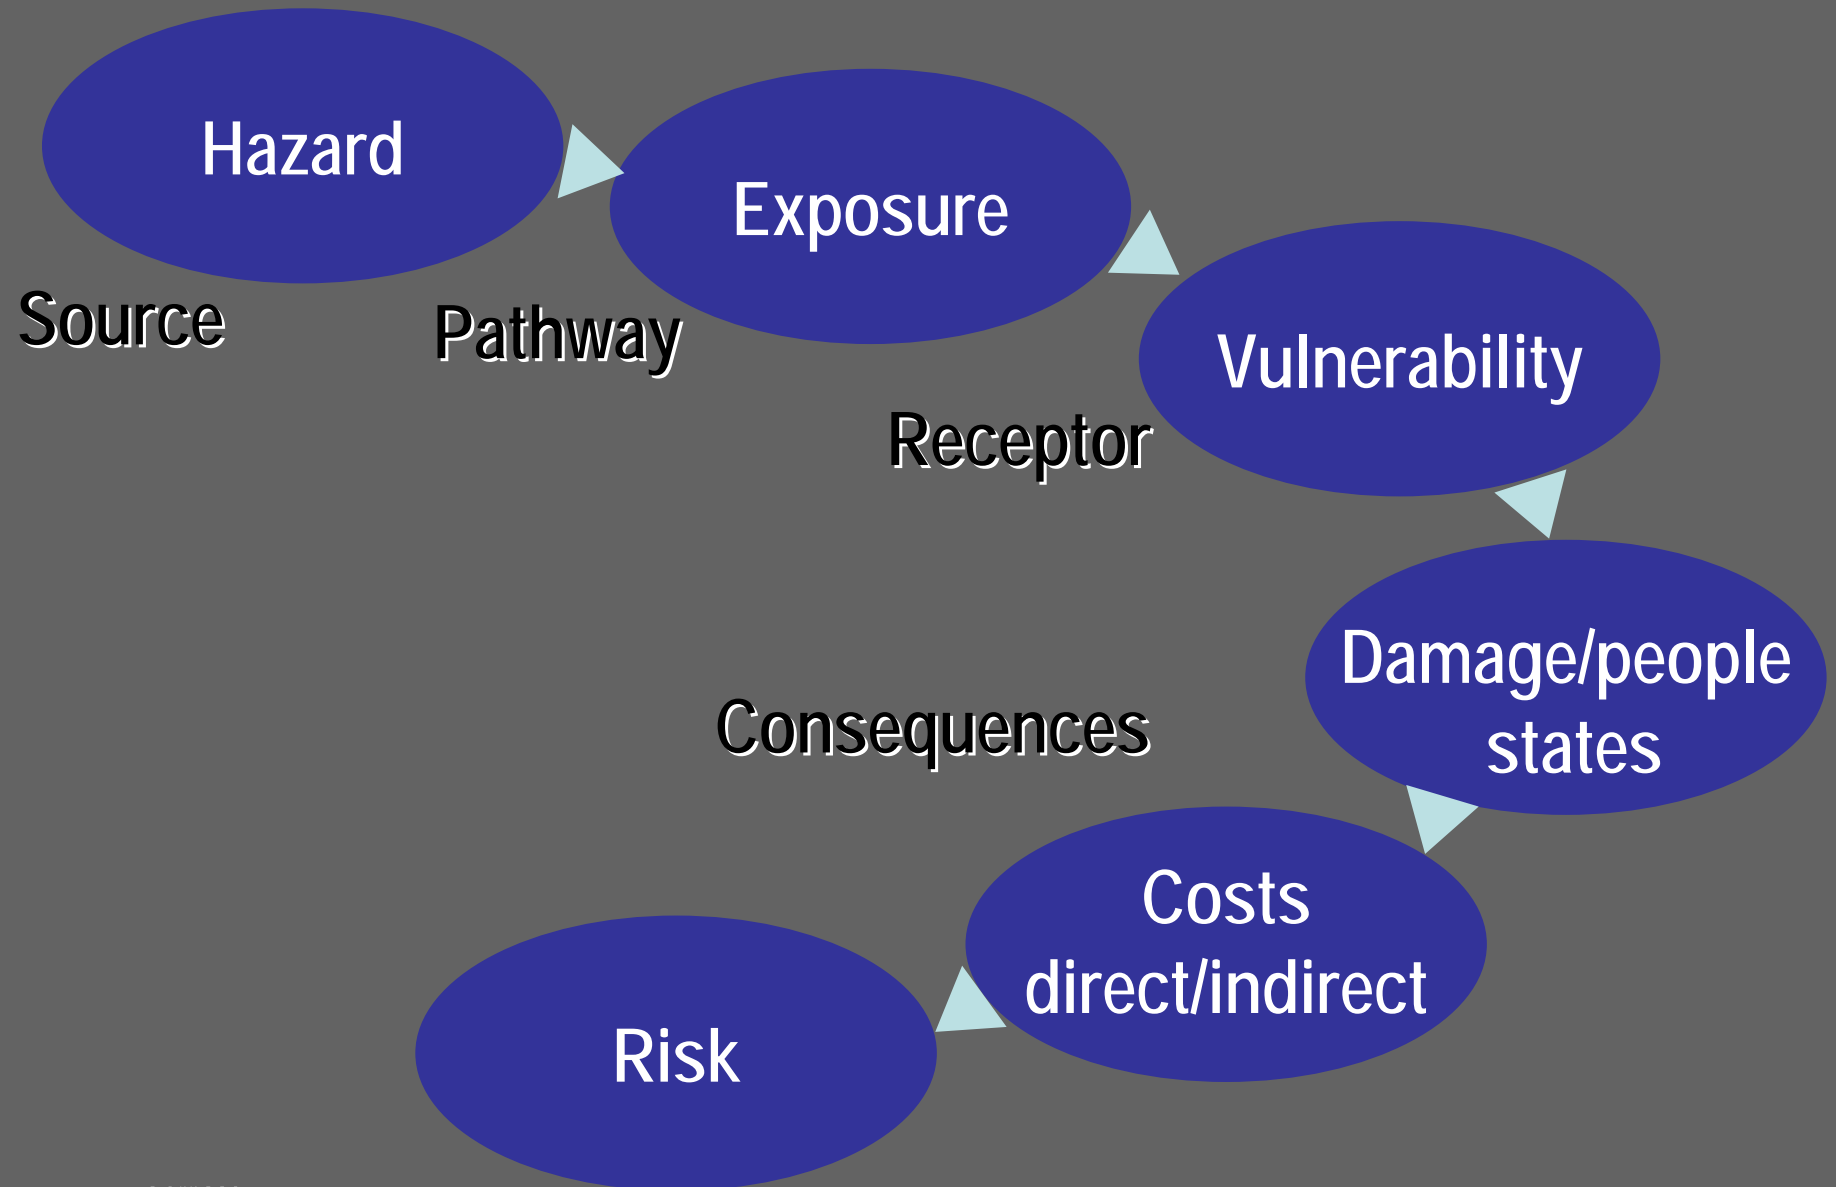 Hazard
Exposure
Source
Pathway
Vulnerability
Receptor
Damage/people
states
Consequences
Costs
direct/indirect
Risk